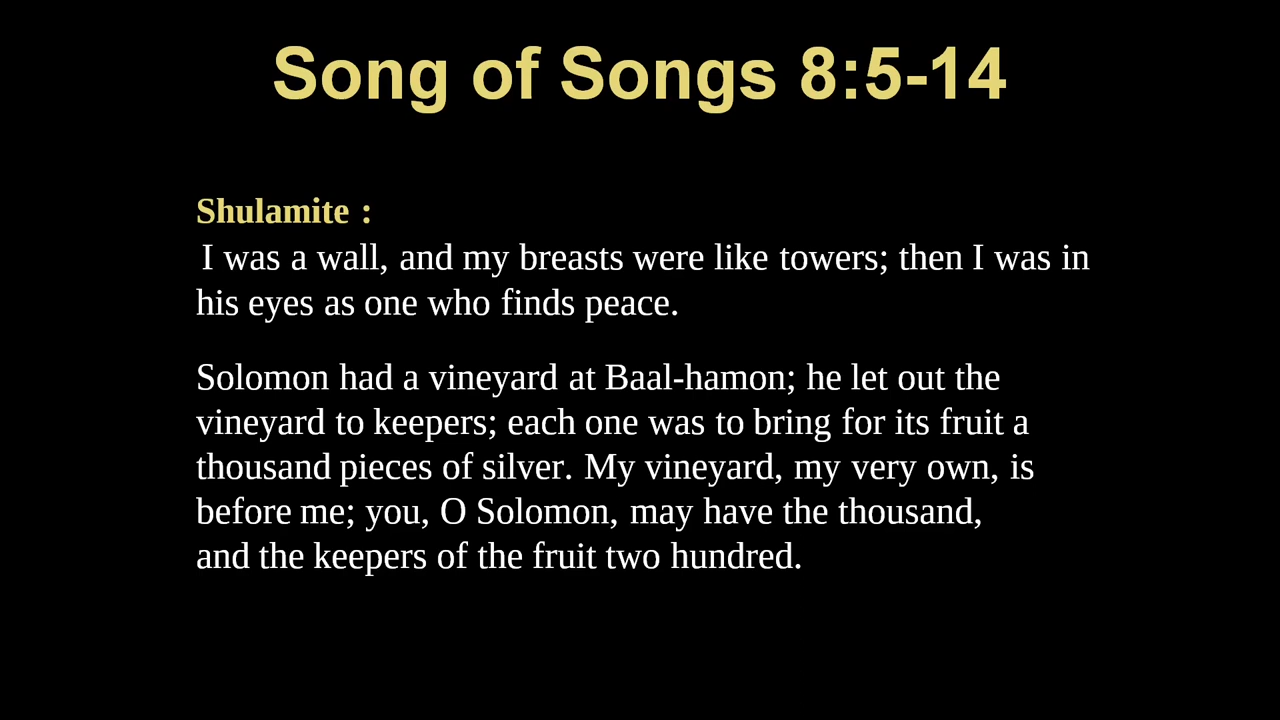 Song of Songs 8:5-14
Shulamite :
I was a wall, and my breasts were like towers; then I was in
his eyes as one who finds peace.
Solomon had a vineyard at Baal-hamon; he let out the
vineyard to keepers; each one was to bring for its fruit a
thousand pieces of silver. My vineyard, my very own, is
before me; you, O Solomon, may have the thousand,
and the keepers of the fruit two hundred.